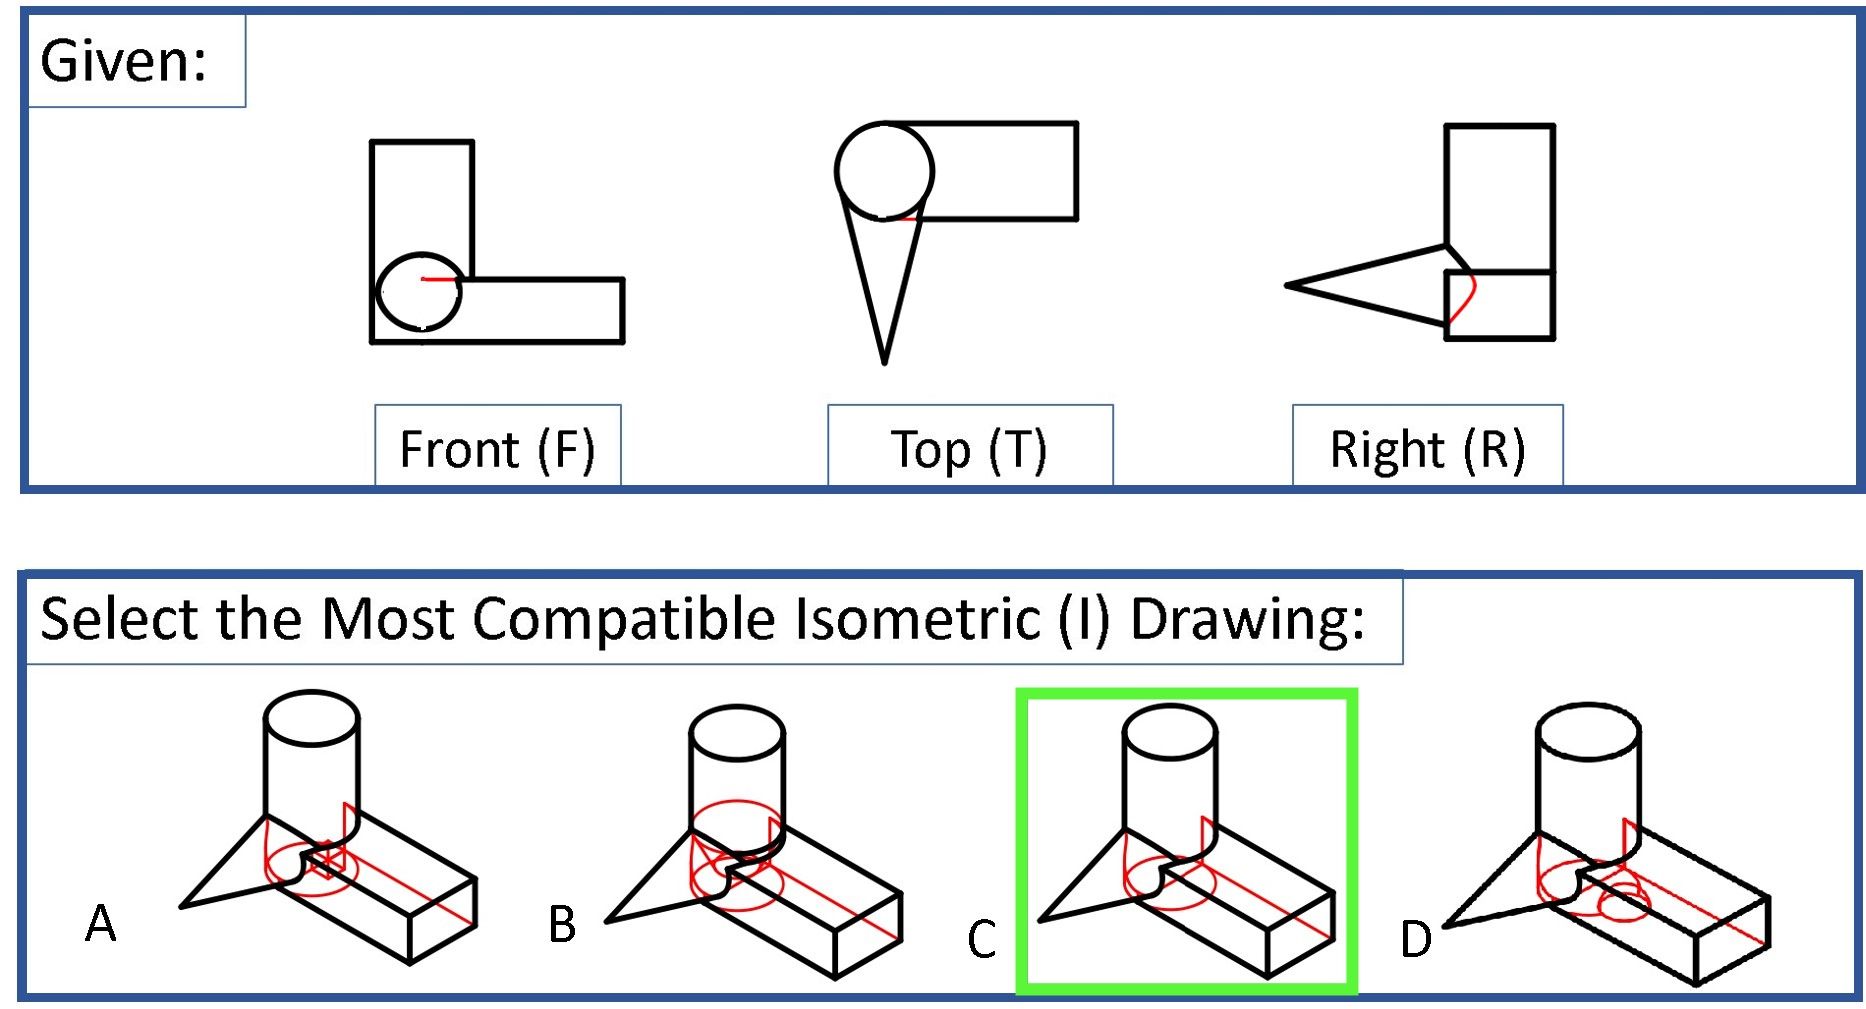 Given:
Front (F)
Top (T)
Right (R)
Select the Most Compatible Isometric (I) Drawing:
A
B
C
D